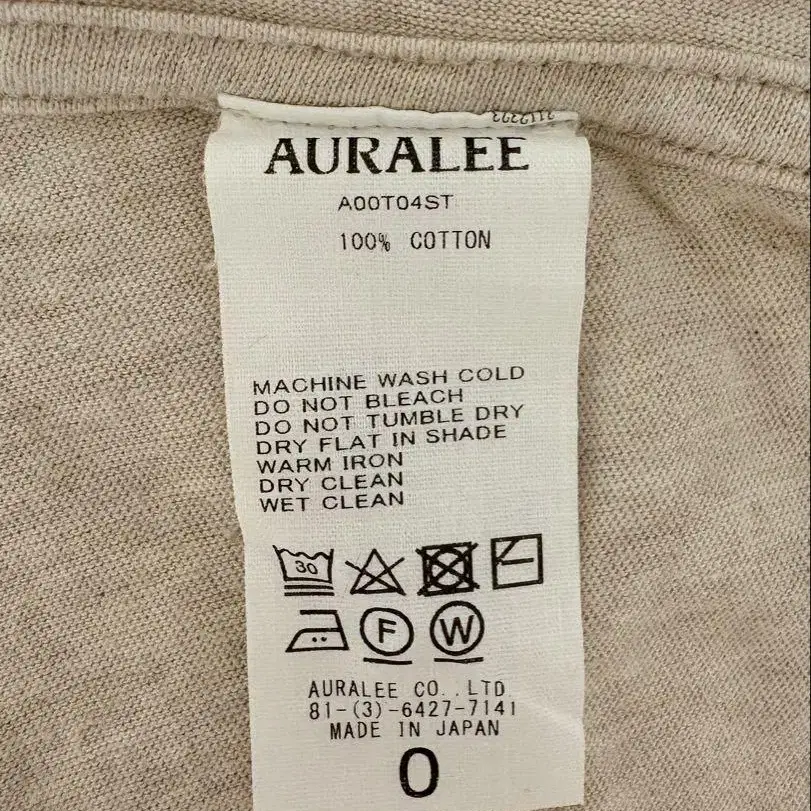 AURALEE
A00T04ST
100% COTTON
MACHINE WASH COLD
DO NOT BLEACH
DO NOT TUMBLE DRY
DRY FLAT IN SHADE
WARM IRON
DRY CLEAN
WET CLEAN
30
F W
AURALEE CO.,LTD
81-(3)-6427-7141
MADE IN JAPAN
0